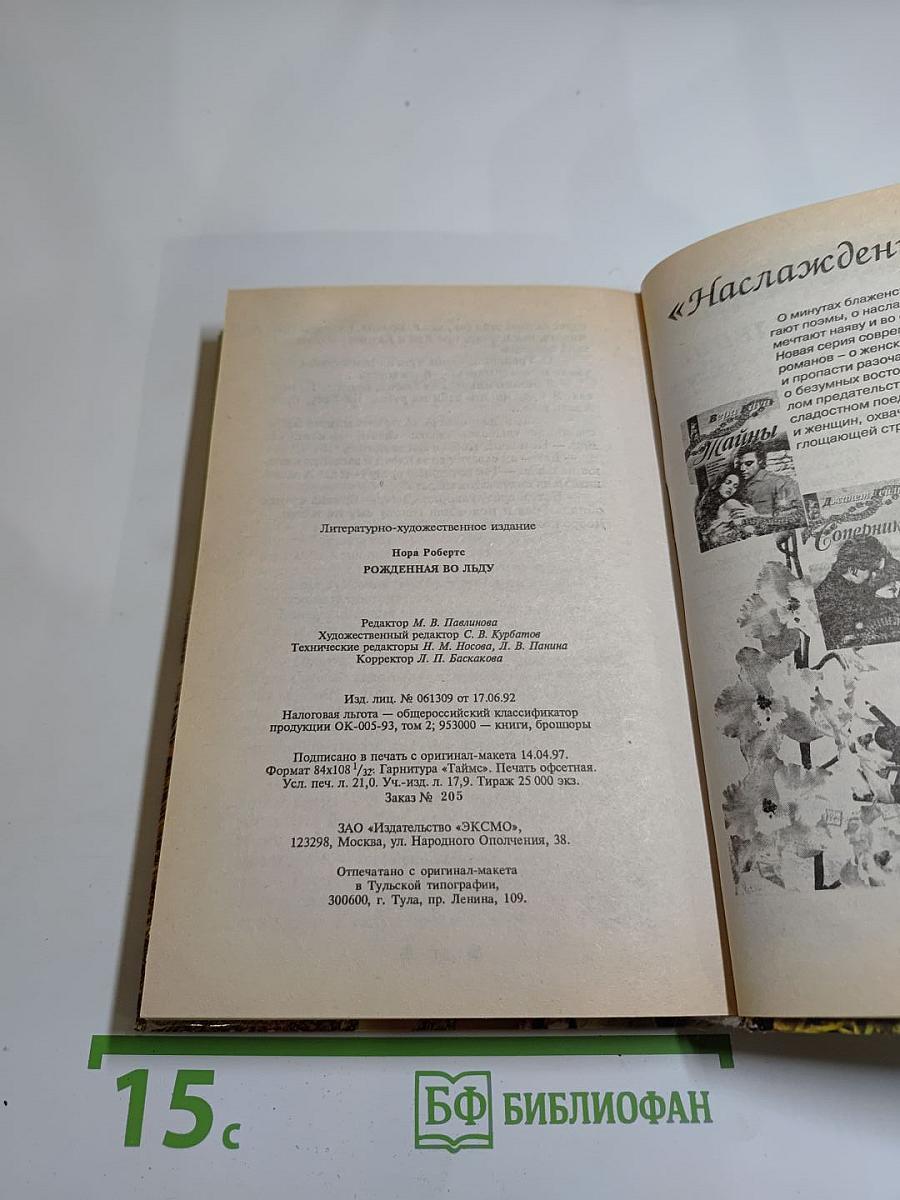 Литературно-художественное издание
Нора Робертс
РОЖДЕННАЯ ВО ЛЬДУ
Редактор М. В. Павлинова
Художественный редактор С. В. Курбатов
Технические редакторы Н. М. Носова, Л. В. Панина
Корректор Л. П. Баскакова
Изд. лиц. № 061309 от 17.06.92
Налоговая льгота — общероссийский классификатор
продукции ОК-005-93, том 2; 953000 — книги, брошюры
Подписано в печать с оригинал-макета 14.04.97.
Формат 84х108 1/32. Гарнитура «Таймс». Печать офсетная.
Усл. печ. л. 21,0. Уч.-изд. л. 17,9. Тираж 25 000 экз.
Заказ № 205
ЗАО «Издательство «ЭКСМО»,
123298, Москва, ул. Народного Ополчения, 38.
Отпечатано с оригинал-макета
в Тульской типографии,
300600, г. Тула, пр. Ленина, 109.
«Наслажден
О минутах блаженс
гают поэмы, о насла
мечтают наяву и во
Новая серия совре
романов – о женск
и пропасти разоча
о безумных восто
лом предательст
сладостном поед
и женщин, охвач
глощающей стр
Тайны
Соперник
15 с
БФ БИБЛИОФАН